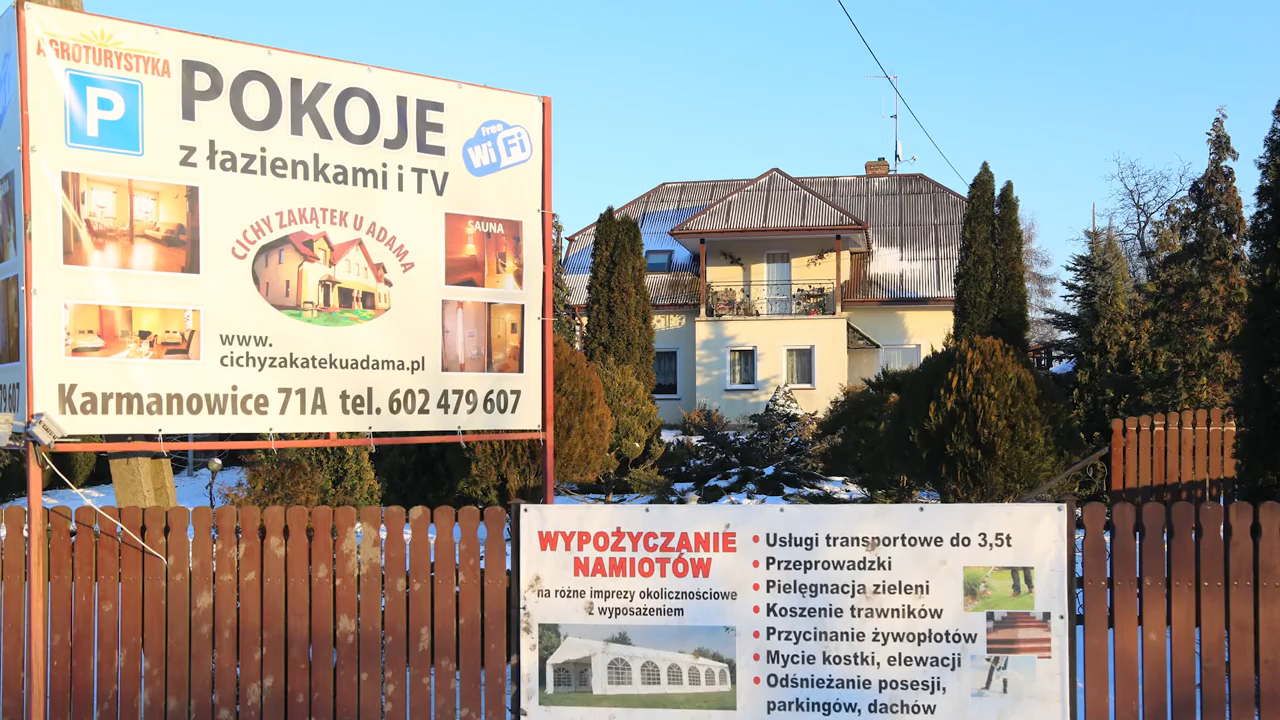 AGROTURYSTYKA
P
POKOJE
z łazienkami i TV
free
WiFi
CICHY ZAKĄTEK U ADAMA
SAUNA
www.
cichyzakatekuadama.pl
Karmanowice 71A tel. 602 479 607
607
WYPOŻYCZANIE
NAMIOTÓW
na różne imprezy okolicznościowe
z wyposażeniem
• Usługi transportowe do 3,5t
• Przeprowadzki
• Pielęgnacja zieleni
• Koszenie trawników
• Przycinanie żywopłotów
• Mycie kostki, elewacji
• Odśnieżanie posesji,
parkingów, dachów